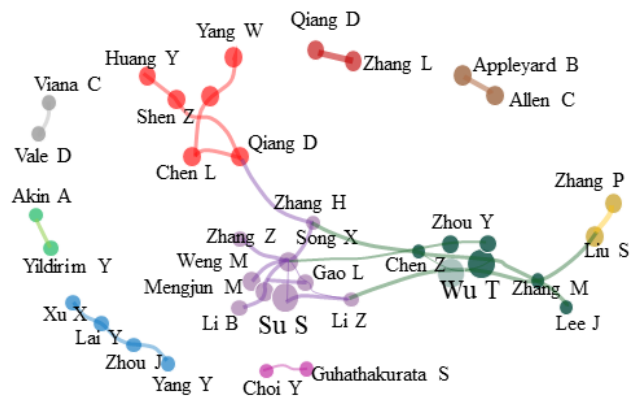 Qiang D
Yang W
Huang Y
Zhang L
Appleyard B
Viana C
Allen C
Shen Z
Qiang D
Vale D
Chen L
Zhang P
Akin A
Zhang H
Zhang Z
Song X
Zhou Y
Liu S
Weng M
Chen Z
Yildirim Y
Gao L
Mengjun M
Wu T
Zhang M
Xu X
Li B
Su S
Li Z
Lee J
Lai Y
Zhou J
Yang Y
Choi Y
Guhathakurata S